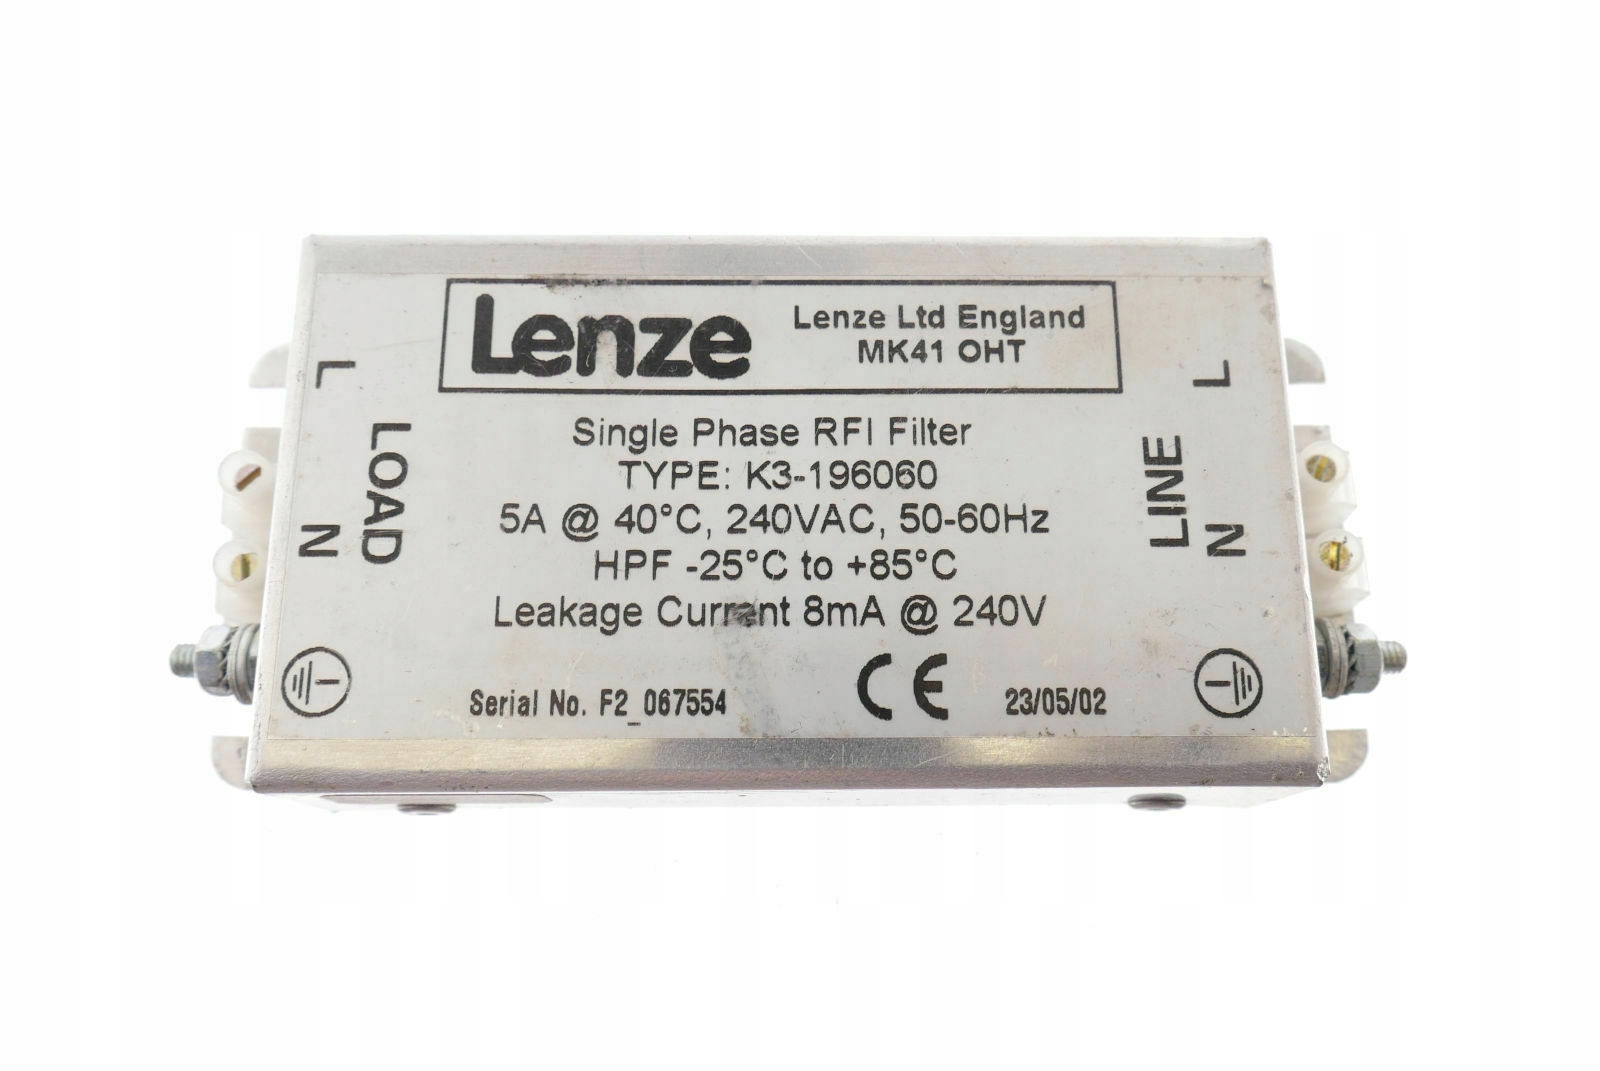 Lenze
Lenze Ltd England
MK41 OHT
Single Phase RFI Filter
TYPE: K3-196060
5A @ 40°C, 240VAC, 50-60Hz
HPF -25°C to +85°C
Leakage Current 8mA @ 240V
Serial No. F2_067554
CE
23/05/02
L
LOAD
N
L
LINE
N